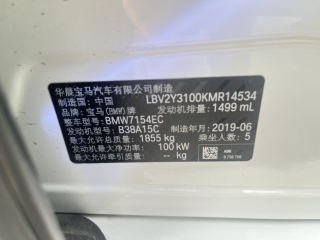 华晨宝马汽车有限公司制造
制造国：中国 LBV2Y3100KMR14534
品牌：宝马(BMW)牌 发动机排量：1499 mL
整车型号：BMW7154EC
发动机型号：B38A15C 制造年月：2019-06
最大允许总质量：1855 kg 乘坐人数：5
发动机最大净功率：100 kW
最大允许牵引质量：-- kg